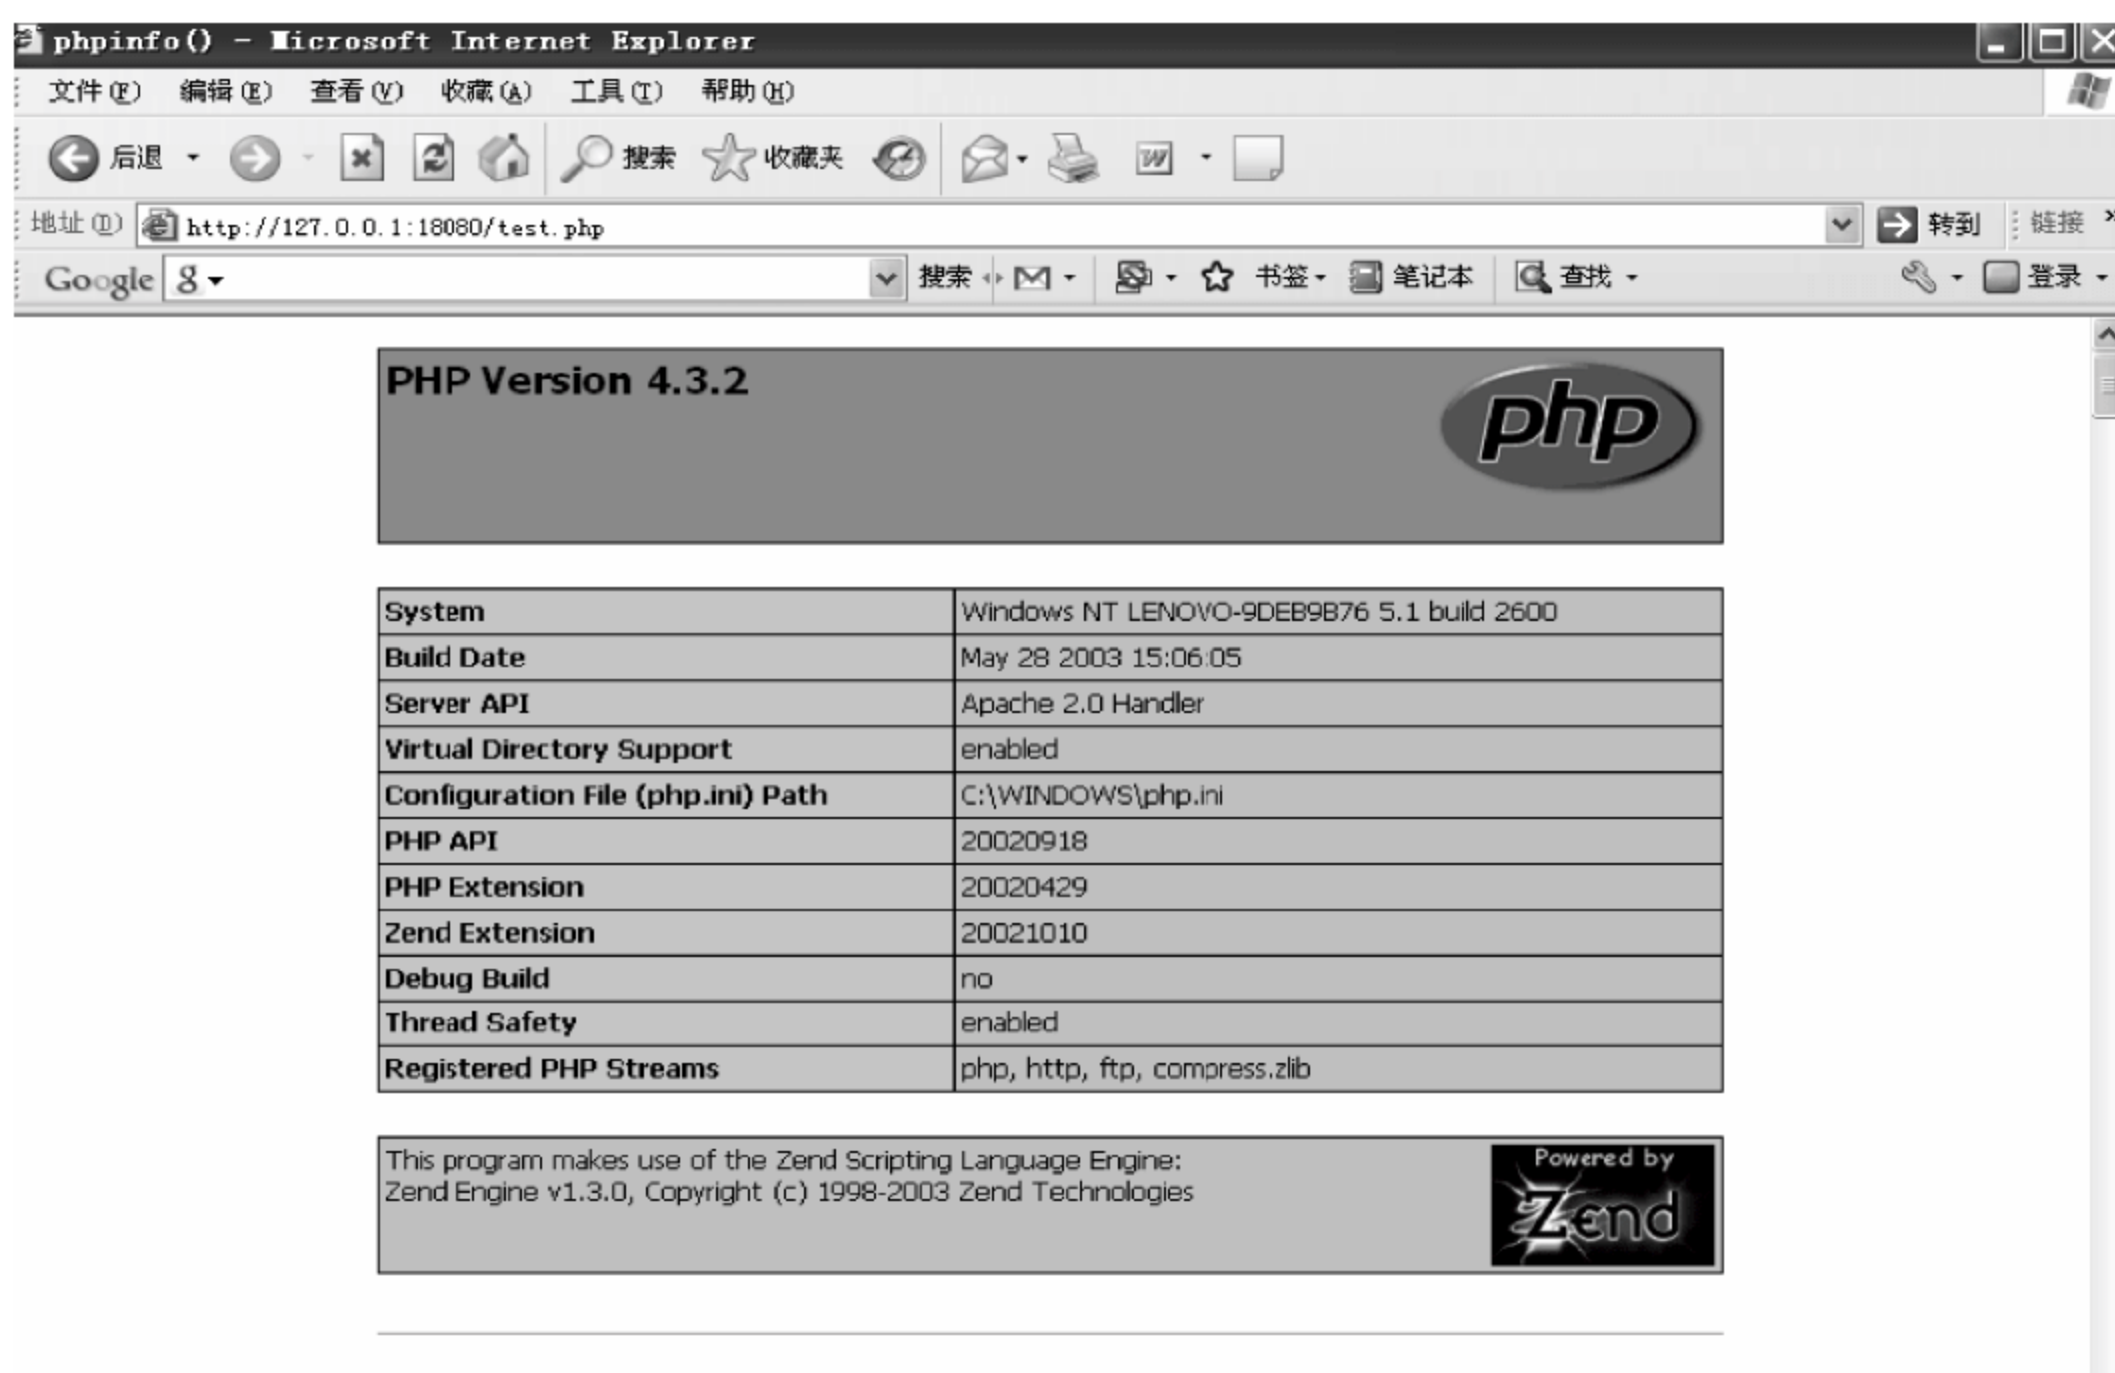 phpinfo() - Microsoft Internet Explorer
文件(F) 编辑(E) 查看(V) 收藏(A) 工具(T) 帮助(H)
后退 搜索 收藏夹 W
地址(D) http://127.0.0.1:18080/test.php 转到 链接 »
Google g 搜索 书签 笔记本 查找 登录
PHP Version 4.3.2 php
System Windows NT LENOVO-9DEB9B76 5.1 build 2600
Build Date May 28 2003 15:06:05
Server API Apache 2.0 Handler
Virtual Directory Support enabled
Configuration File (php.ini) Path C:\WINDOWS\php.ini
PHP API 20020918
PHP Extension 20020429
Zend Extension 20021010
Debug Build no
Thread Safety enabled
Registered PHP Streams php, http, ftp, compress.zlib
This program makes use of the Zend Scripting Language Engine:
Zend Engine v1.3.0, Copyright (c) 1998-2003 Zend Technologies
Powered by
Zend